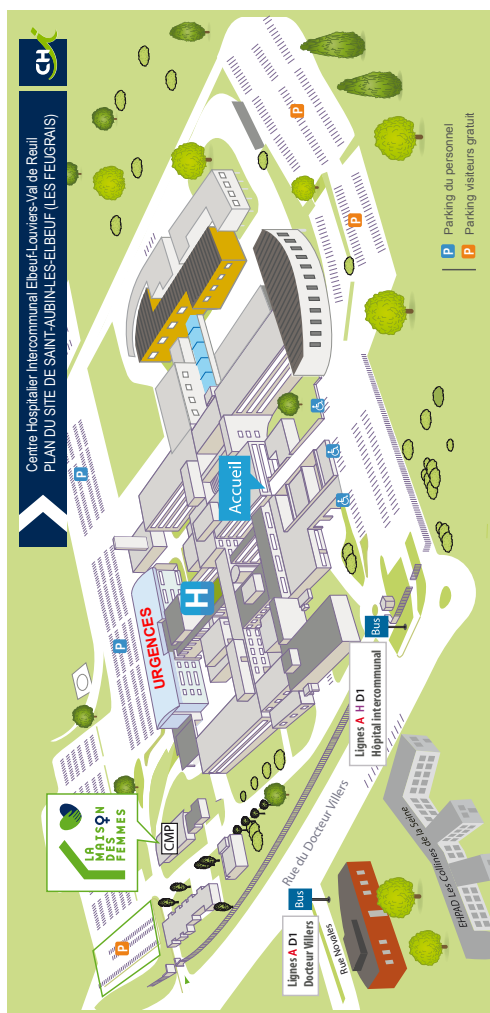 CH
Centre Hospitalier Intercommunal Elbeuf-Louviers-Val de Reuil
PLAN DU SITE DE SAINT-AUBIN-LES-ELBEUF (LES FEUGRAIS)
P
P
P
P
P
P Parking du personnel
P Parking visiteurs gratuit
Accueil
H
URGENCES
LA
MAISON
DES
FEMMES
CMP
Bus
Lignes A H D1
Hôpital intercommunal
Rue du Docteur Villers
Bus
Lignes A D1
Docteur Villers
Rue Novales
EHPAD Les Collines de la Seine